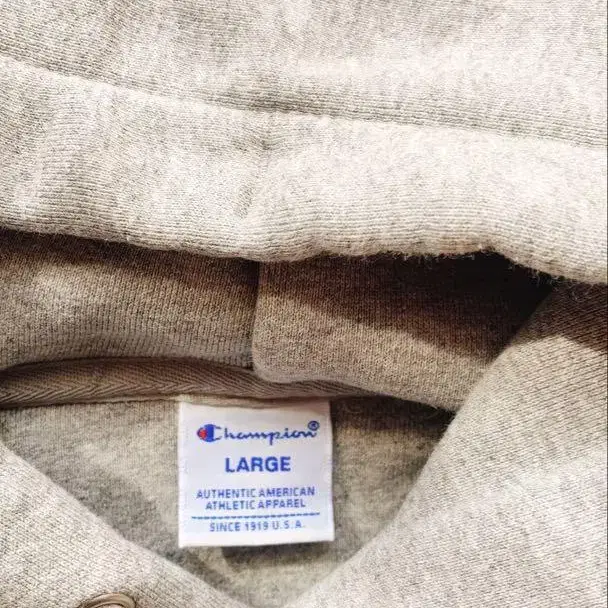 Champion®
LARGE
AUTHENTIC AMERICAN
ATHLETIC APPAREL
SINCE 1919 U.S.A.